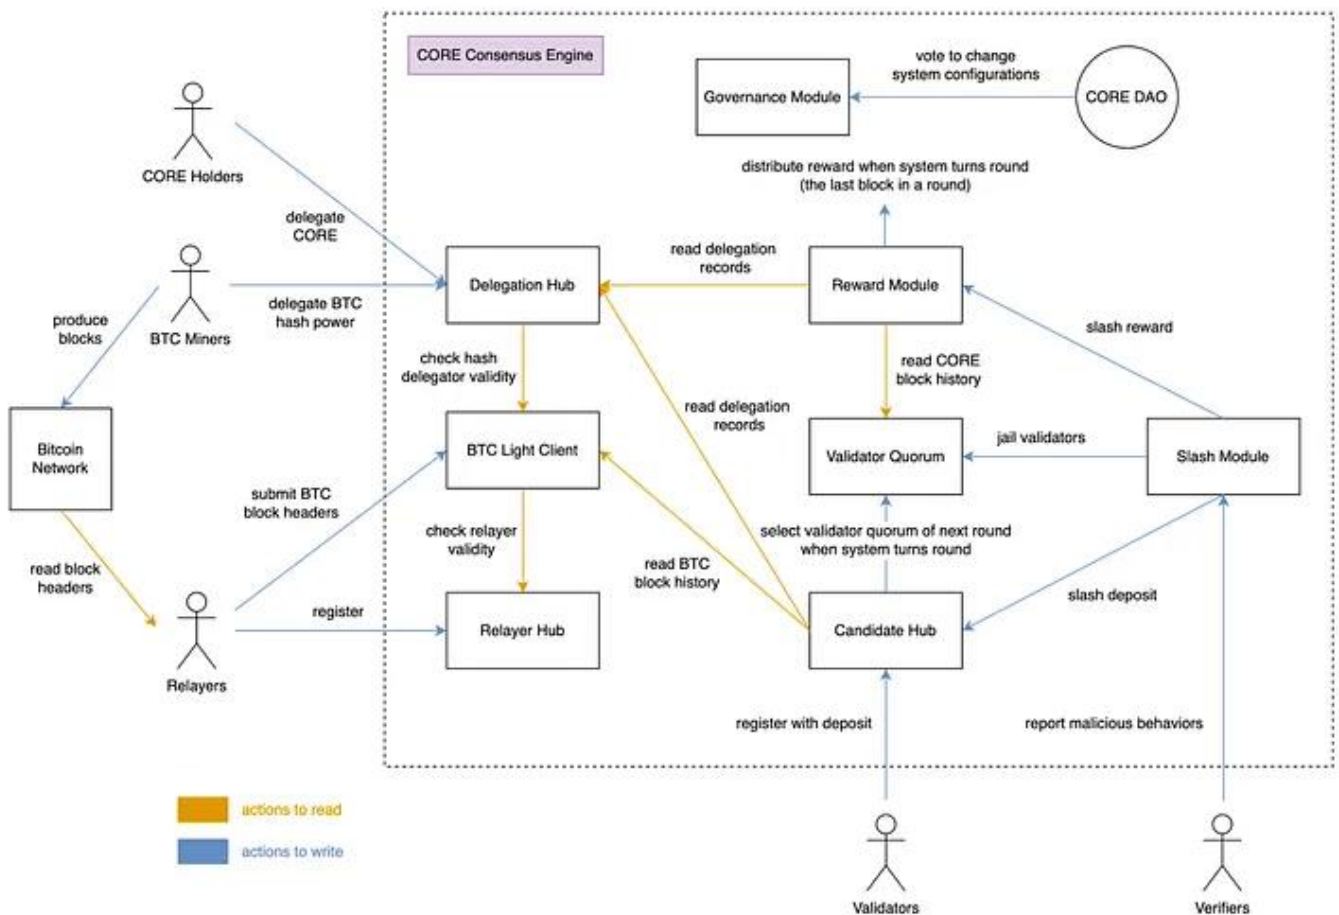 CORE Consensus Engine
vote to change
system configurations
Governance Module
CORE DAO
CORE Holders
distribute reward when system turns round
(the last block in a round)
delegate
CORE
read delegation
records
Delegation Hub
Reward Module
produce
blocks
BTC Miners
delegate BTC
hash power
slash reward
check hash
delegator validity
read CORE
block history
read delegation
records
Bitcoin
Network
BTC Light Client
jail validators
Validator Quorum
Slash Module
submit BTC
block headers
check relayer
validity
select validator quorum of next round
when system turns round
read block
headers
read BTC
block history
register
Relayer Hub
Candidate Hub
slash deposit
Relayers
register with deposit
report malicious behaviors
actions to read
actions to write
Validators
Verifiers